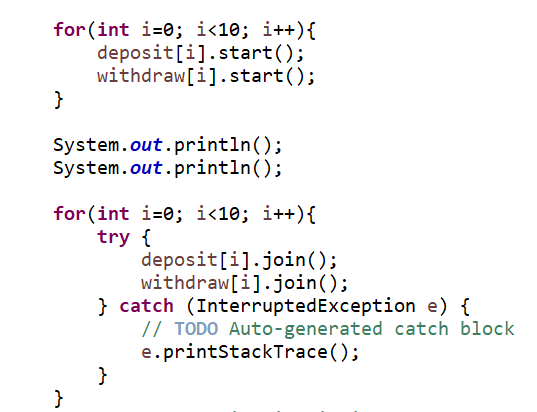 for(int i=0; i<10; i++){
    deposit[i].start();
    withdraw[i].start();
}

System.out.println();
System.out.println();

for(int i=0; i<10; i++){
    try {
        deposit[i].join();
        withdraw[i].join();
    } catch (InterruptedException e) {
        // TODO Auto-generated catch block
        e.printStackTrace();
    }
}